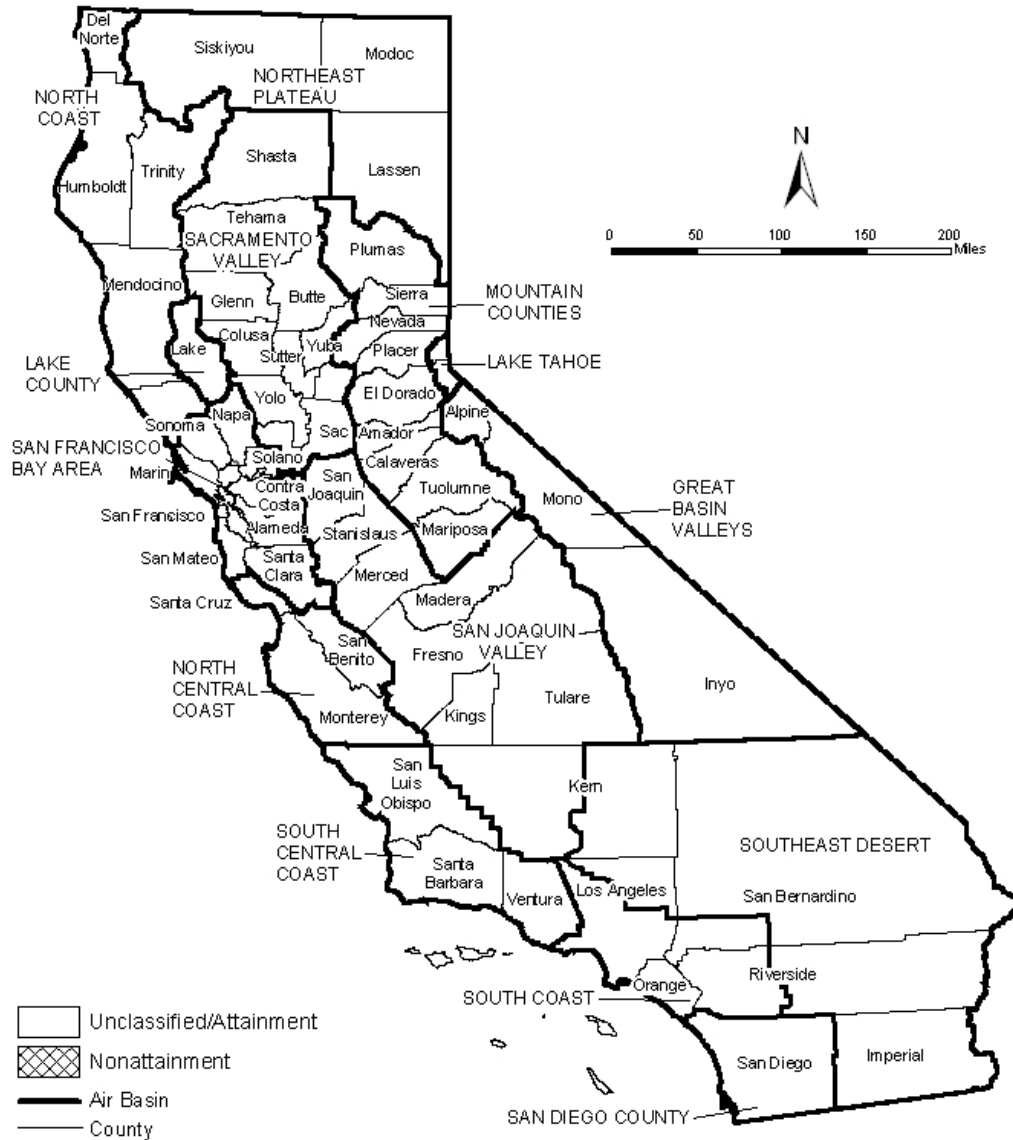 Del
Norte
Siskiyou
Modoc
NORTHEAST
PLATEAU
NORTH
COAST
N
Shasta
Trinity
Lassen
Humboldt
Tehama
SACRAMENTO
VALLEY
Plumas
0 50 100 150 200
Miles
Mendocino
Glenn
Butte
Sierra
MOUNTAIN
COUNTIES
Nevada
Colusa
Lake
Sutter
Yuba
Placer
LAKE
COUNTY
LAKE TAHOE
Yolo
El Dorado
Napa
Alpine
Sonoma
Sac
Amador
SAN FRANCISCO
BAY AREA
Solano
Calaveras
Marin
Contra
Costa
San
Joaquin
Tuolumne
Mono
GREAT
BASIN
VALLEYS
San Francisco
Alameda
Stanislaus
Mariposa
San Mateo
Santa
Clara
Merced
Santa Cruz
Madera
SAN JOAQUIN
VALLEY
San
Benito
Fresno
NORTH
CENTRAL
COAST
Inyo
Tulare
Monterey
Kings
San
Luis
Obispo
Kern
SOUTH
CENTRAL
COAST
SOUTHEAST DESERT
Santa
Barbara
Ventura
Los Angeles
San Bernardino
Riverside
Orange
SOUTH COAST
San Diego
Imperial
SAN DIEGO COUNTY
Unclassified/Attainment
Nonattainment
Air Basin
County